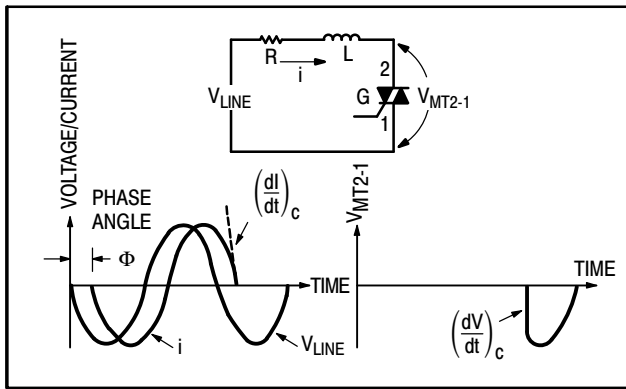 R
i
L
2
V_LINE
G
V_MT2-1
1
VOLTAGE/CURRENT
PHASE
ANGLE
(dI/dt)_c
Φ
TIME
i
V_LINE
V_MT2-1
TIME
(dV/dt)_c